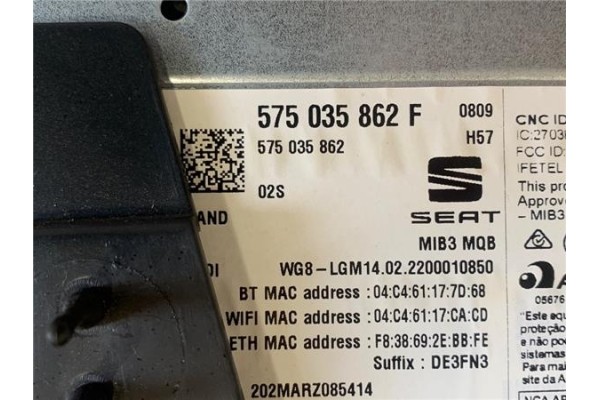 575 035 862 F 0809
575 035 862 H57
02S
SEAT
AND
MIB3 MQB
DI WG8-LGM14.02.2200010850
BT MAC address : 04:C4:61:17:7D:68
WIFI MAC address : 04:C4:61:17:CA:CD
ETH MAC address : F8:38:69:2E:BB:FE
Suffix : DE3FN3
202MARZ085414
CNC ID
IC:2703
FCC ID:
IFETEL
This pro
Approve
– MIB3
A
05676
"Este equ
proteção
e não po
sistemas
Para mai
site da A